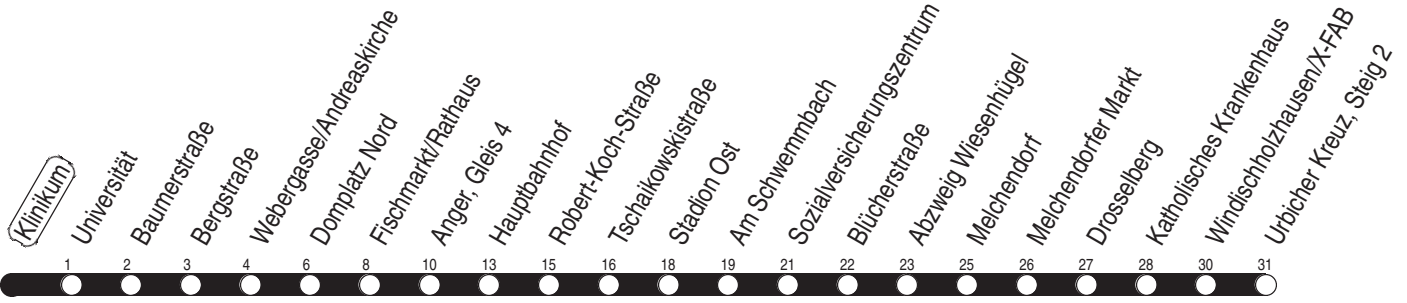 Klinikum
Universität
Baumerstraße
Bergstraße
Webergasse/Andreaskirche
Domplatz Nord
Fischmarkt/Rathaus
Anger, Gleis 4
Hauptbahnhof
Robert-Koch-Straße
Tschaikowskistraße
Stadion Ost
Am Schwemmbach
Sozialversicherungszentrum
Blücherstraße
Abzweig Wiesenhügel
Melchendorf
Melchendorfer Markt
Drosselberg
Katholisches Krankenhaus
Windischholzhausen/X-FAB
Urbicher Kreuz, Steig 2
1 2 3 4 6 8 10 13 15 16 18 19 21 22 23 25 26 27 28 30 31